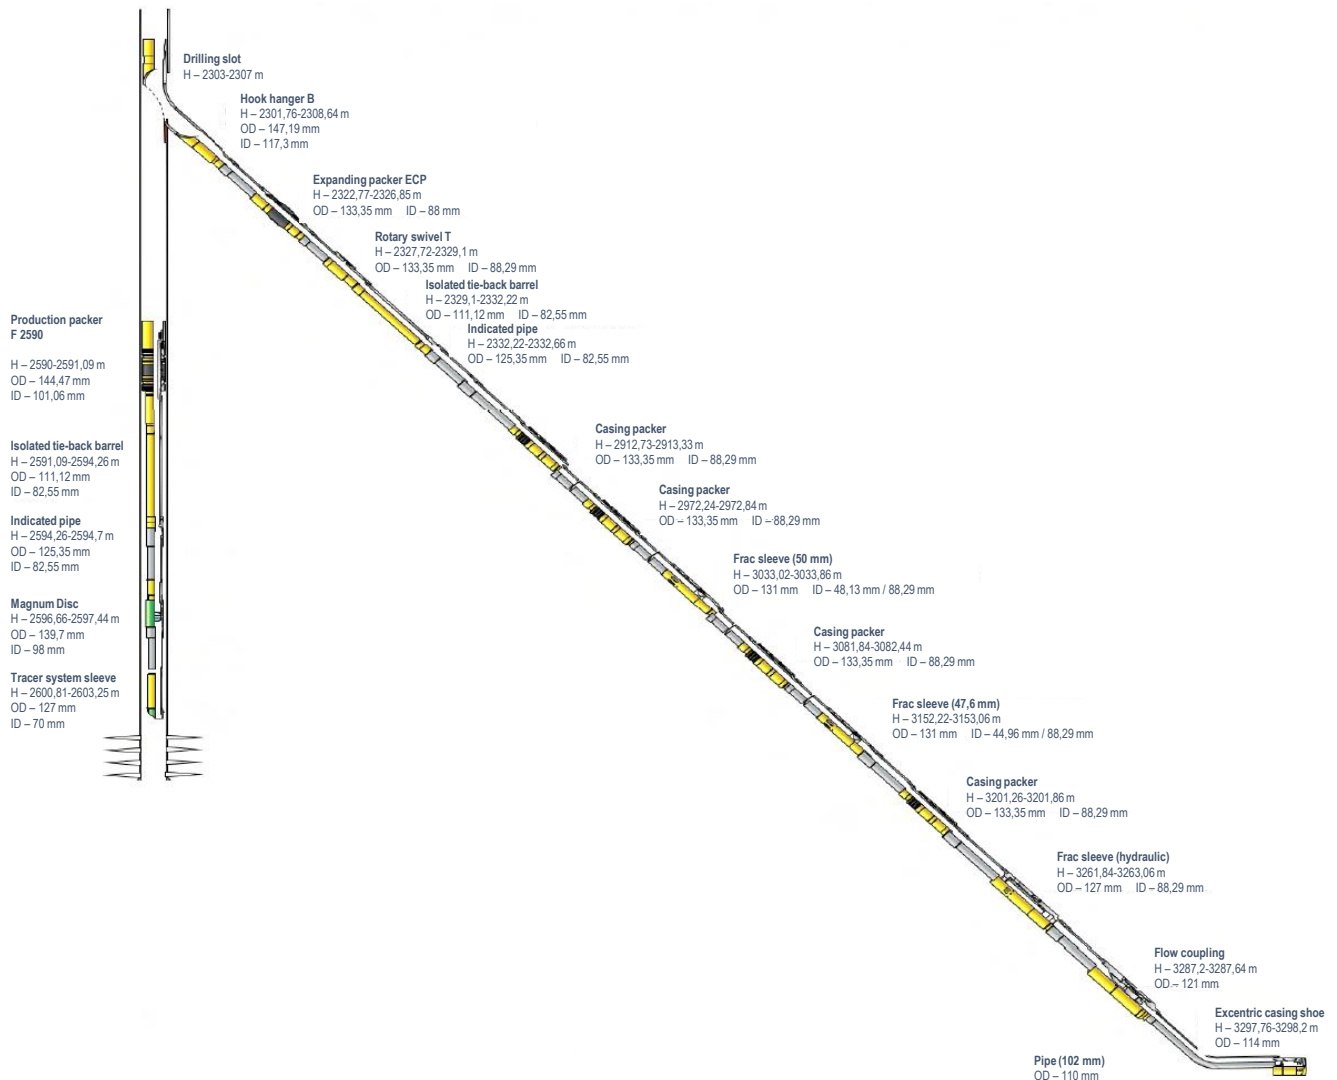 Drilling slot
H – 2303-2307 m
Hook hanger B
H – 2301,76-2308,64 m
OD – 147,19 mm
ID – 117,3 mm
Expanding packer ECP
H – 2322,77-2326,85 m
OD – 133,35 mm ID – 88 mm
Rotary swivel T
H – 2327,72-2329,1 m
OD – 133,35 mm ID – 88,29 mm
Isolated tie-back barrel
H – 2329,1-2332,22 m
OD – 111,12 mm ID – 82,55 mm
Indicated pipe
H – 2332,22-2332,66 m
OD – 125,35 mm ID – 82,55 mm
Production packer
F 2590
H – 2590-2591,09 m
OD – 144,47 mm
ID – 101,06 mm
Isolated tie-back barrel
H – 2591,09-2594,26 m
OD – 111,12 mm
ID – 82,55 mm
Indicated pipe
H – 2594,26-2594,7 m
OD – 125,35 mm
ID – 82,55 mm
Magnum Disc
H – 2596,66-2597,44 m
OD – 139,7 mm
ID – 98 mm
Tracer system sleeve
H – 2600,81-2603,25 m
OD – 127 mm
ID – 70 mm
Casing packer
H – 2912,73-2913,33 m
OD – 133,35 mm ID – 88,29 mm
Casing packer
H – 2972,24-2972,84 m
OD – 133,35 mm ID – 88,29 mm
Frac sleeve (50 mm)
H – 3033,02-3033,86 m
OD – 131 mm ID – 48,13 mm / 88,29 mm
Casing packer
H – 3081,84-3082,44 m
OD – 133,35 mm ID – 88,29 mm
Frac sleeve (47,6 mm)
H – 3152,22-3153,06 m
OD – 131 mm ID – 44,96 mm / 88,29 mm
Casing packer
H – 3201,26-3201,86 m
OD – 133,35 mm ID – 88,29 mm
Frac sleeve (hydraulic)
H – 3261,84-3263,06 m
OD – 127 mm ID – 88,29 mm
Flow coupling
H – 3287,2-3287,64 m
OD – 121 mm
Excentric casing shoe
H – 3297,76-3298,2 m
OD – 114 mm
Pipe (102 mm)
OD – 110 mm